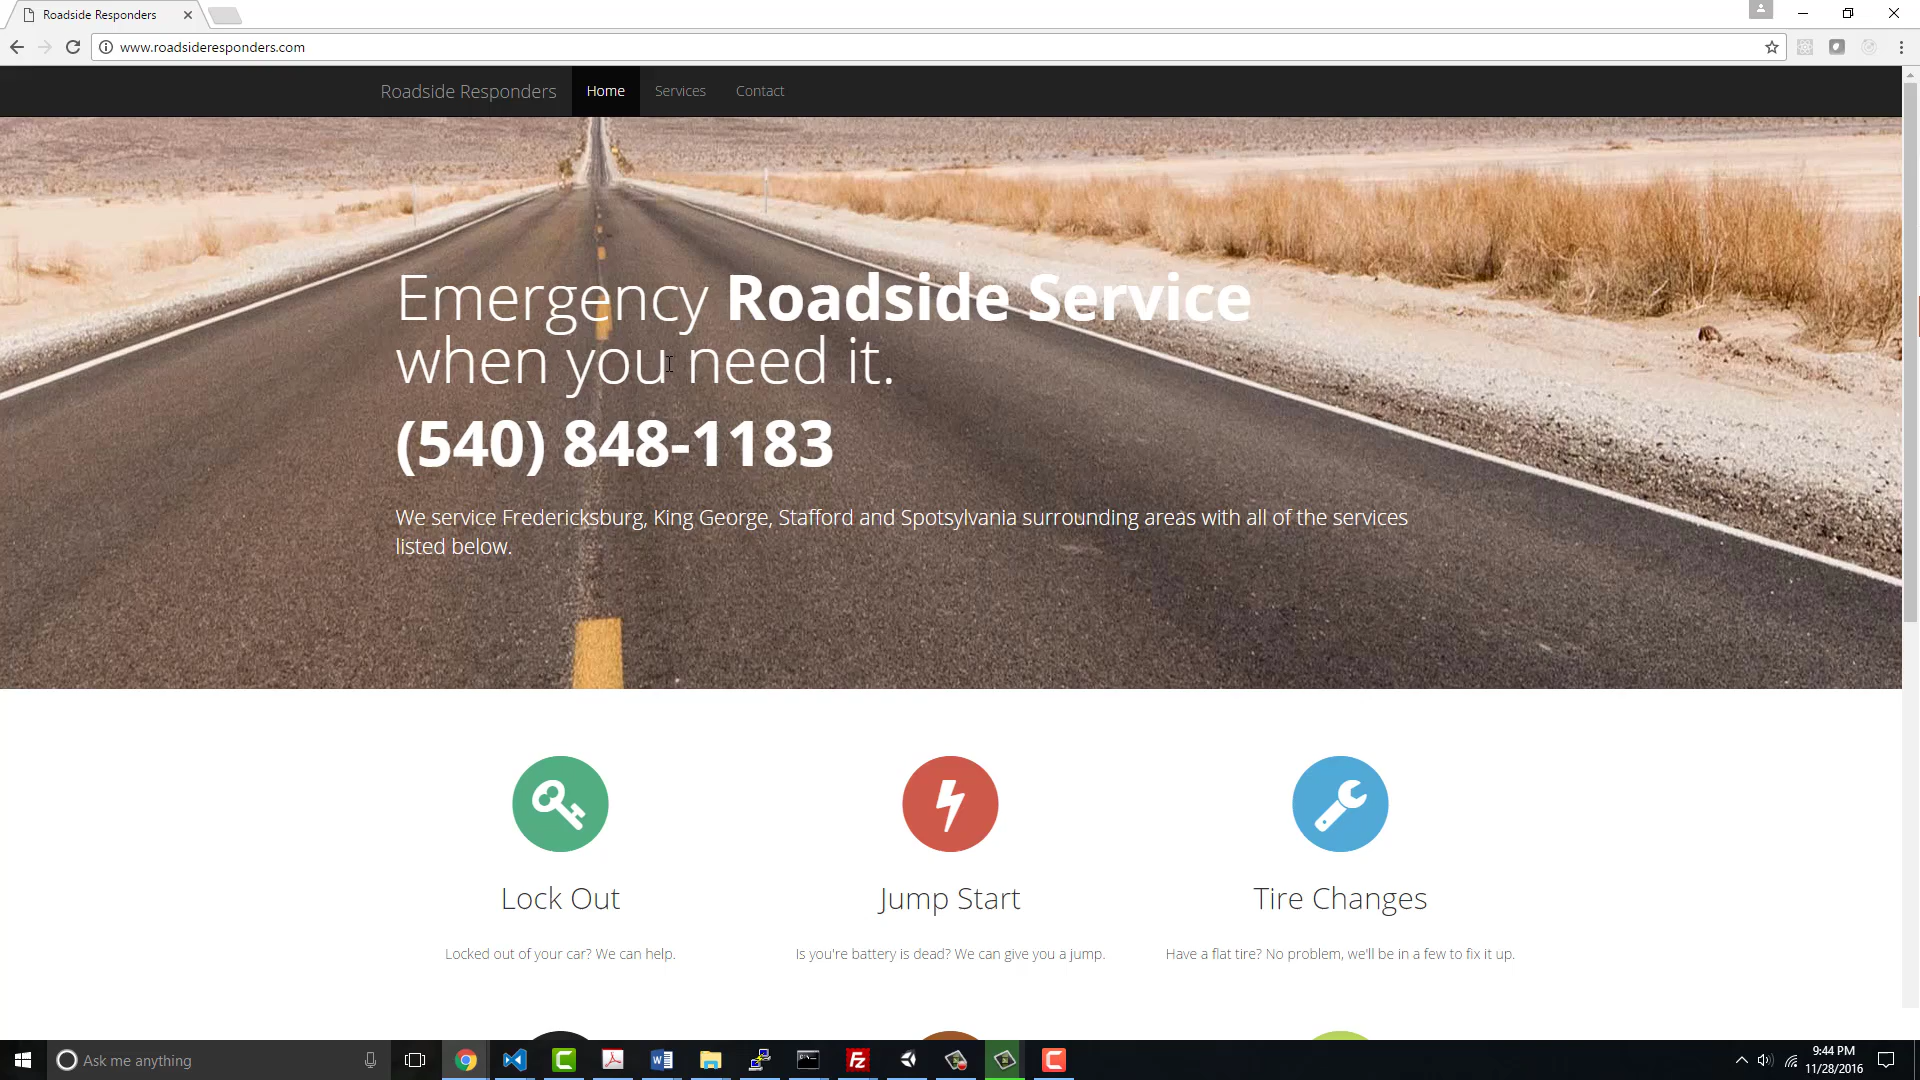 Roadside Responders
www.roadsideresponders.com
Roadside Responders Home Services Contact
Emergency Roadside Service
when you need it.
(540) 848-1183
We service Fredericksburg, King George, Stafford and Spotsylvania surrounding areas with all of the services
listed below.
Lock Out
Locked out of your car? We can help.
Jump Start
Is you're battery is dead? We can give you a jump.
Tire Changes
Have a flat tire? No problem, we'll be in a few to fix it up.
Ask me anything
9:44 PM
11/28/2016